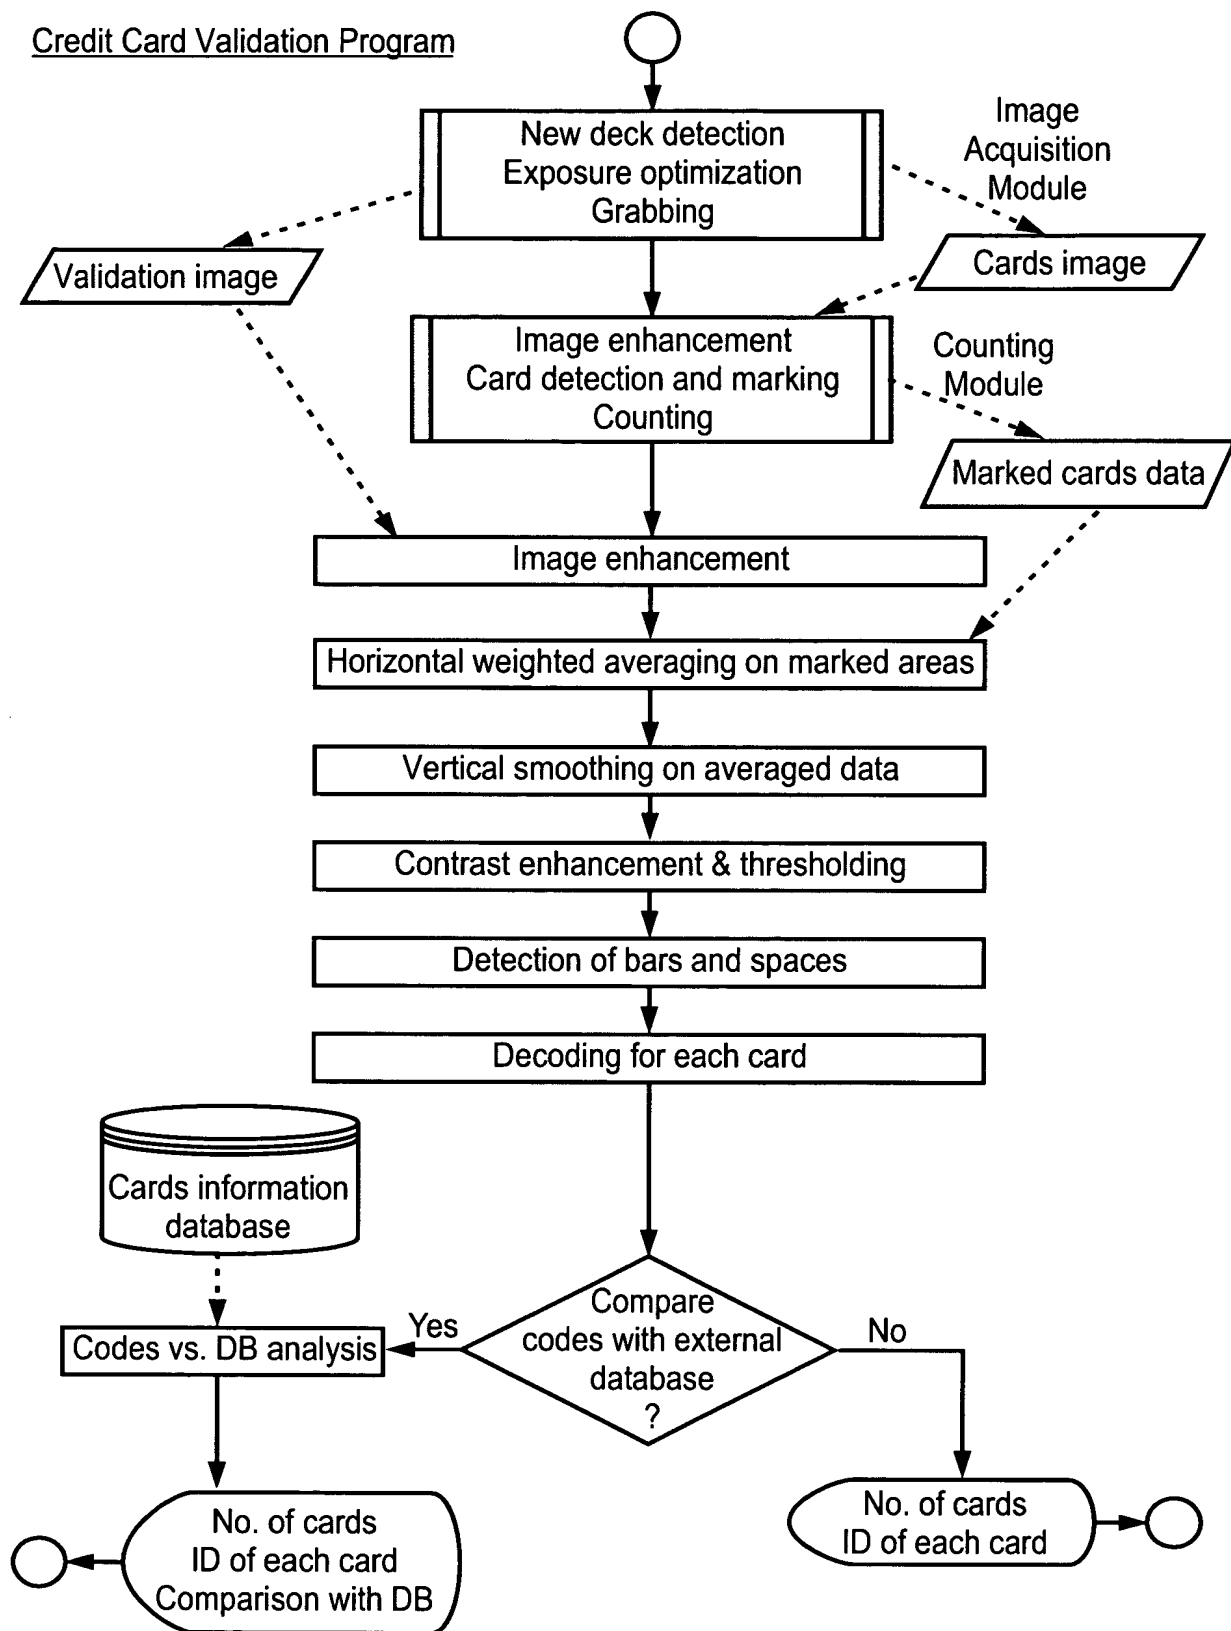 Credit Card Validation Program
New deck detection
Exposure optimization
Grabbing
Image
Acquisition
Module
Validation image
Cards image
Image enhancement
Card detection and marking
Counting
Counting
Module
Marked cards data
Image enhancement
Horizontal weighted averaging on marked areas
Vertical smoothing on averaged data
Contrast enhancement & thresholding
Detection of bars and spaces
Decoding for each card
Cards information
database
Compare
codes with external
database
?
Yes
No
Codes vs. DB analysis
No. of cards
ID of each card
Comparison with DB
No. of cards
ID of each card